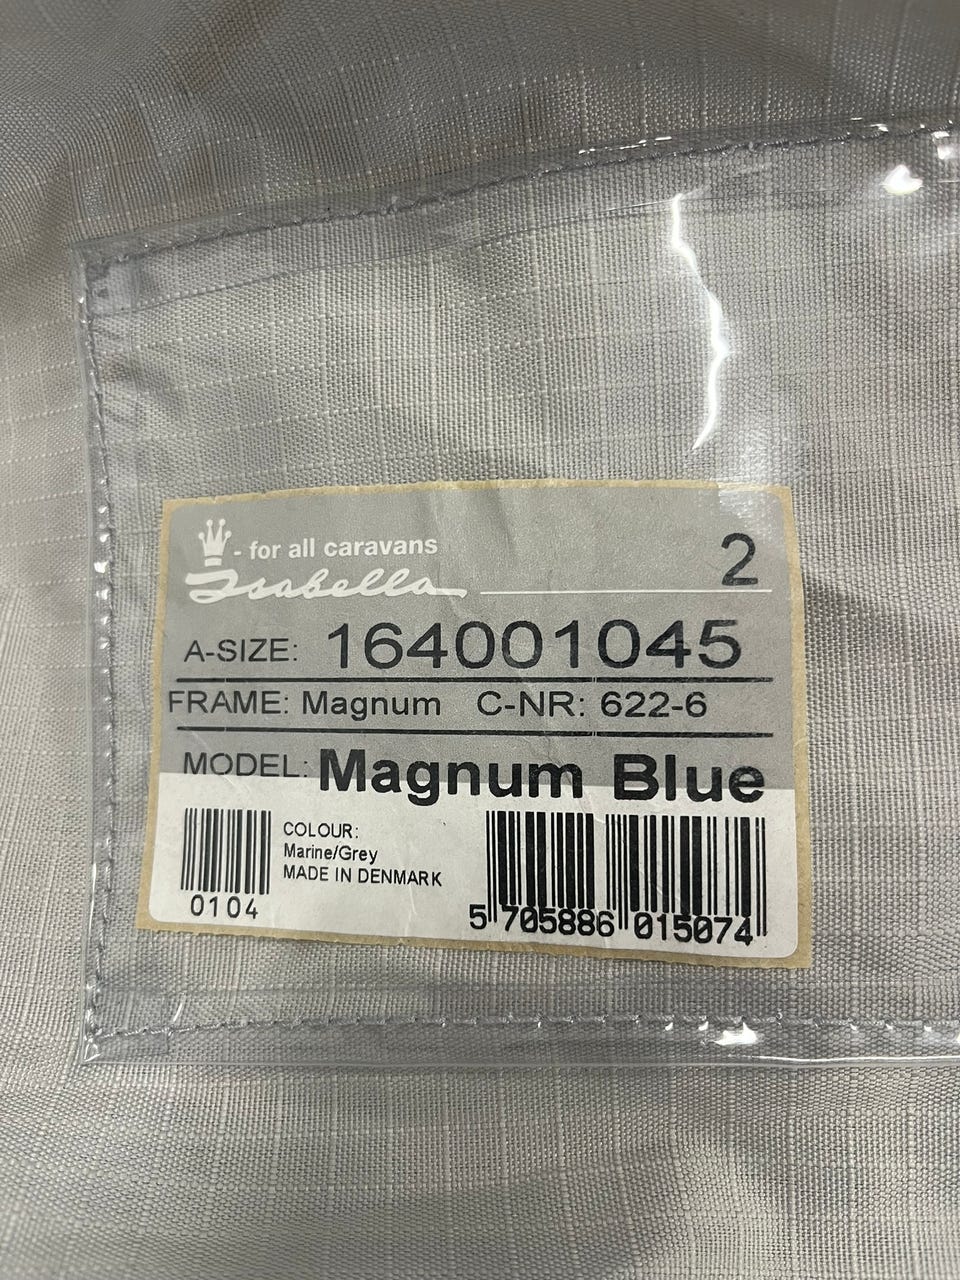 - for all caravans
Isabella 2
A-SIZE: 164001045
FRAME: Magnum C-NR: 622-6
MODEL: Magnum Blue
COLOUR:
Marine/Grey
MADE IN DENMARK
0104
5 705886 015074